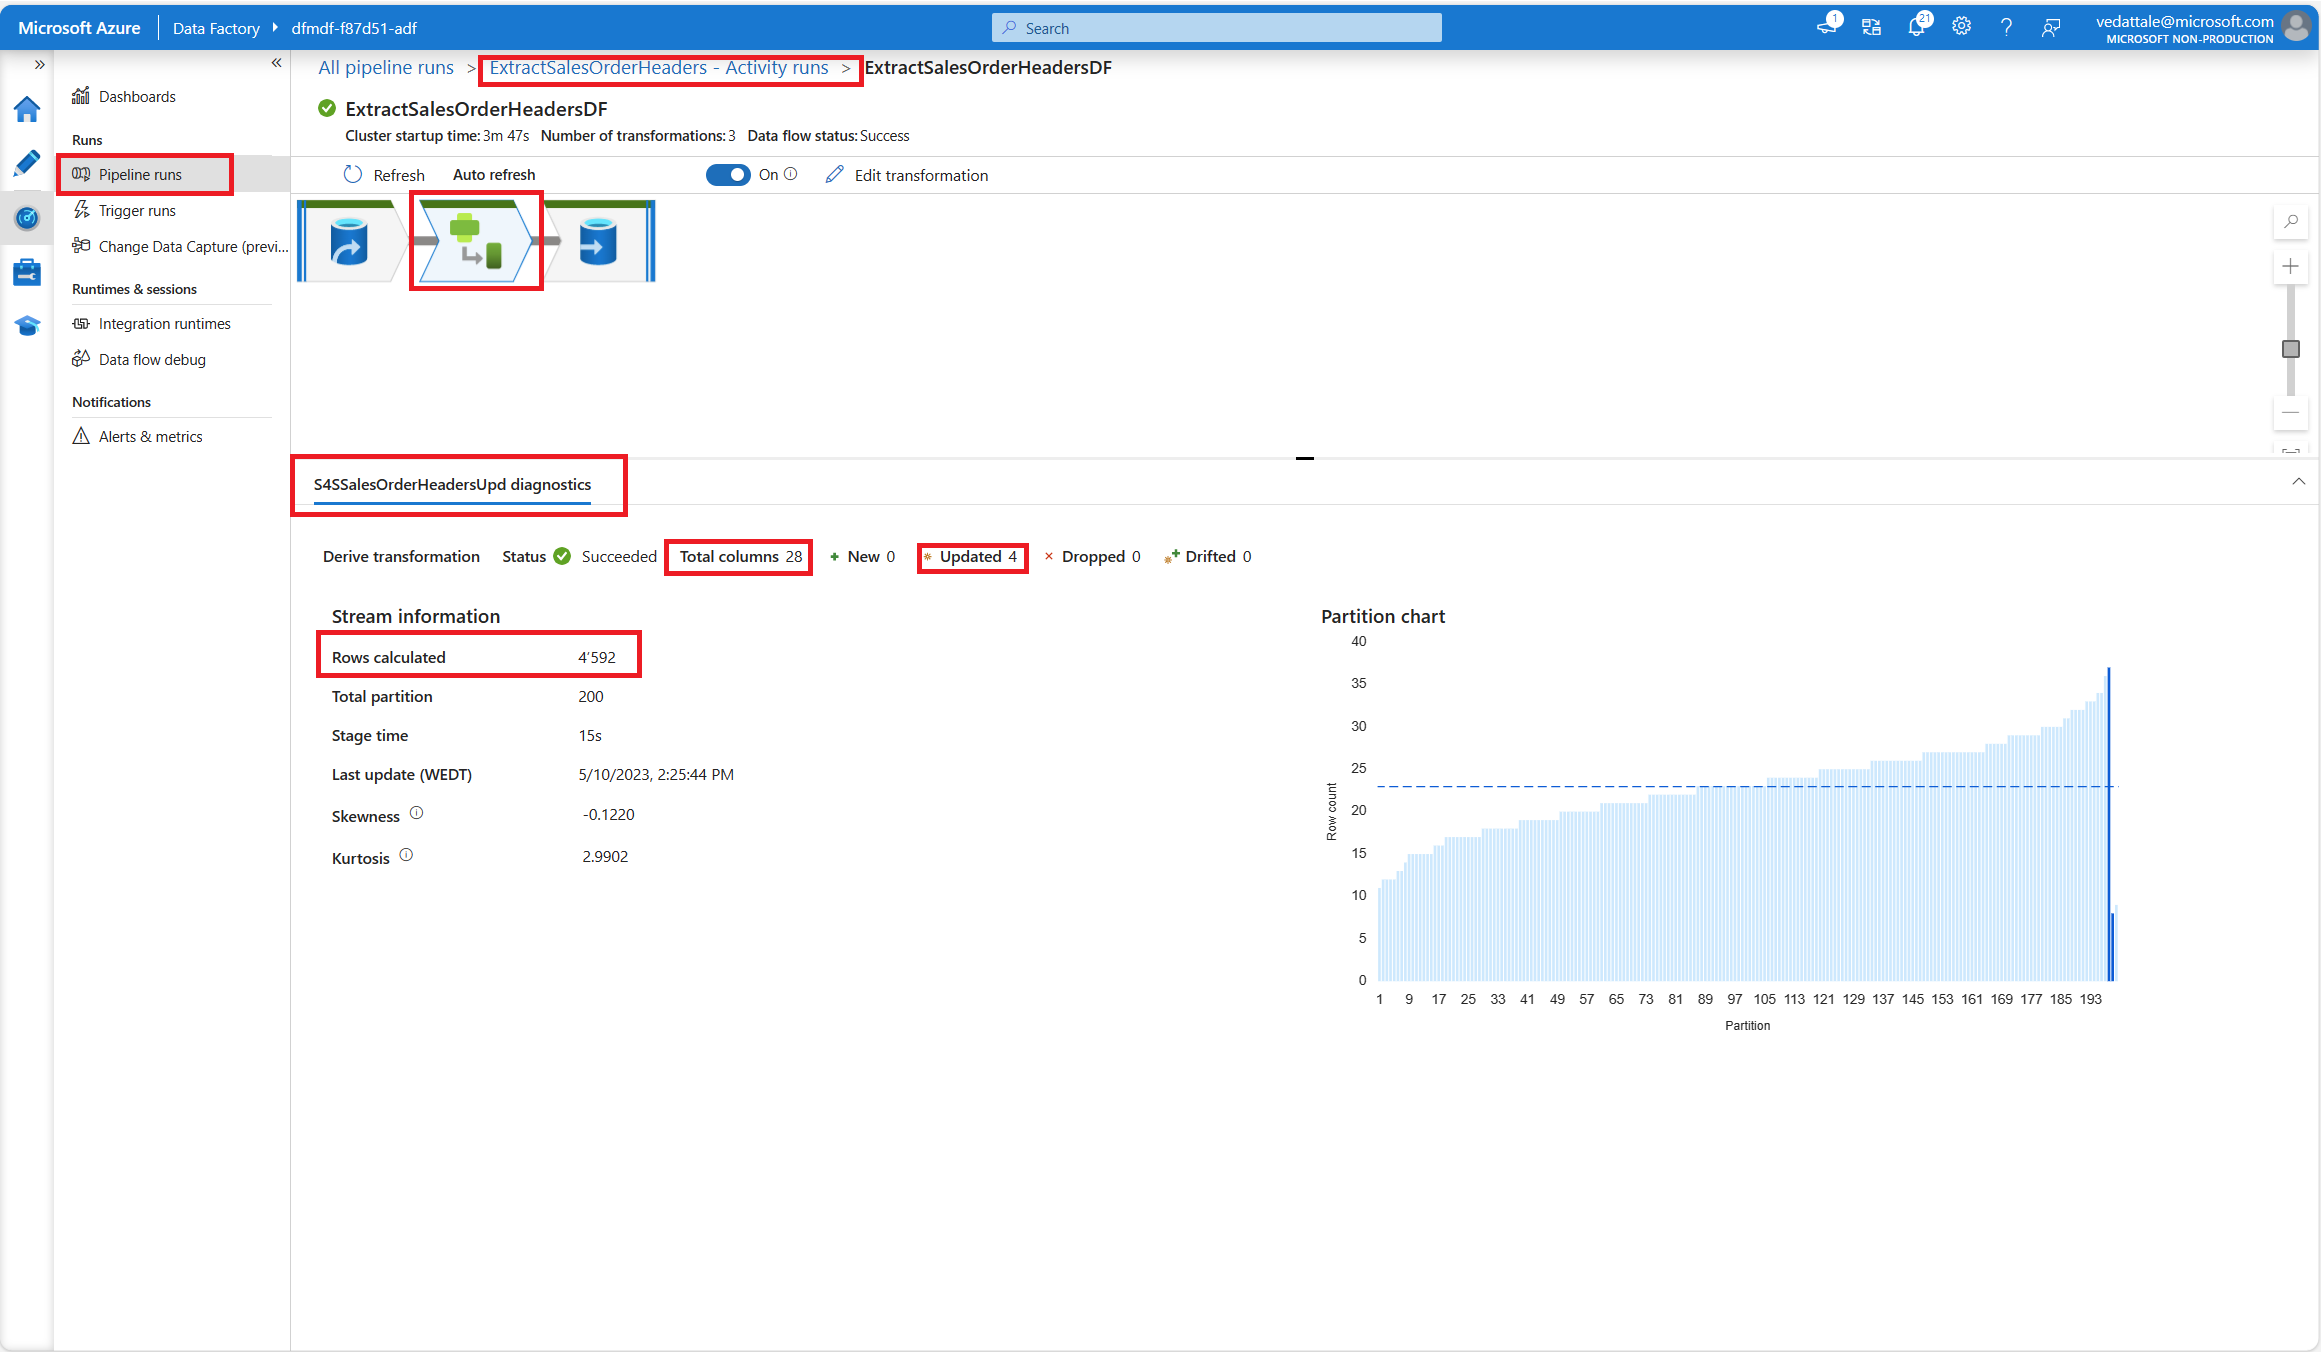 Microsoft Azure
Data Factory
dfmdf-f87d51-adf
Search
1
21
vedattale@microsoft.com
MICROSOFT NON-PRODUCTION
Dashboards
Runs
Pipeline runs
Trigger runs
Change Data Capture (previ...
Runtimes & sessions
Integration runtimes
Data flow debug
Notifications
Alerts & metrics
All pipeline runs > ExtractSalesOrderHeaders - Activity runs > ExtractSalesOrderHeadersDF
ExtractSalesOrderHeadersDF
Cluster startup time: 3m 47s Number of transformations: 3 Data flow status: Success
Refresh Auto refresh On Edit transformation
S4SSalesOrderHeadersUpd diagnostics
Derive transformation Status Succeeded Total columns 28 New 0 Updated 4 Dropped 0 Drifted 0
Stream information
Rows calculated 4'592
Total partition 200
Stage time 15s
Last update (WEDT) 5/10/2023, 2:25:44 PM
Skewness -0.1220
Kurtosis 2.9902
Partition chart
40
35
30
25
20
15
10
5
0
Row count
1 9 17 25 33 41 49 57 65 73 81 89 97 105 113 121 129 137 145 153 161 169 177 185 193
Partition